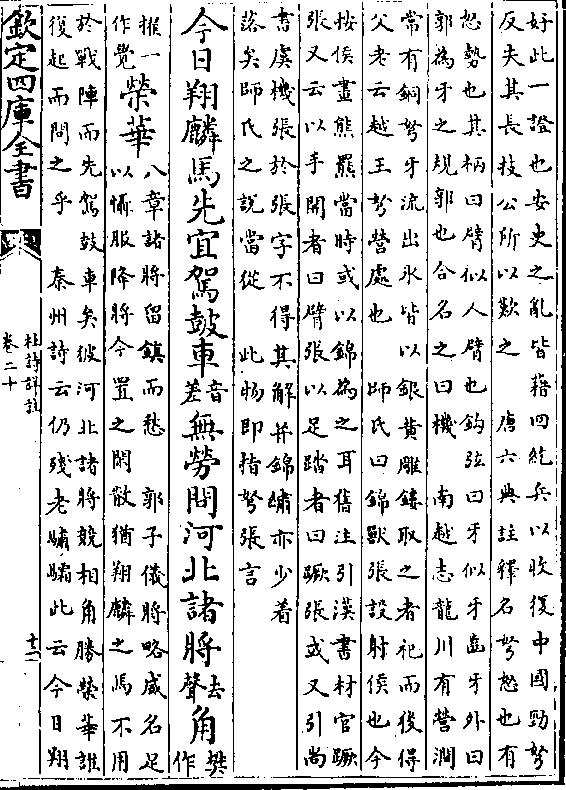 好此一證也安史之亂皆藉回紇兵以收復中國勁弩
反失其長技公所以歎之　唐六典註釋名弩怒也有
怒勢也其柄曰臂似人臂也鈎弦曰牙似牙齒牙外曰
郭為牙之規郭也合名之曰機　南越志龍川有營澗
常有銅弩牙流出水皆以銀黃雕鏤取之者祀而後得
父老云越王弩營處也　師氏曰錦獸張設射侯也今
按侯畫熊羆當時或以錦為之耳舊注引漢書材官蹶
張又云以手開者曰臂張以足踏者曰蹶張或又引尚
書虞機張於張字不得其解并錦繡亦少着
落矣師氏之說當從　此物即指弩張言
今日翔麟馬先宜駕鼓車音差無勞問河北諸將去聲角樊作
搉一作覺榮華八章諸將留鎮而愁　郭子儀將略威名足
以懾服降將今置之閑散猶翔麟之馬不用
於戰陣而先駕鼓車矣彼河北諸將競相角勝榮華誰
復起而問之乎　秦州詩云仍殘老驌驦此云今日翔
欽定四庫全書
杜詩詳註
卷二十
十二